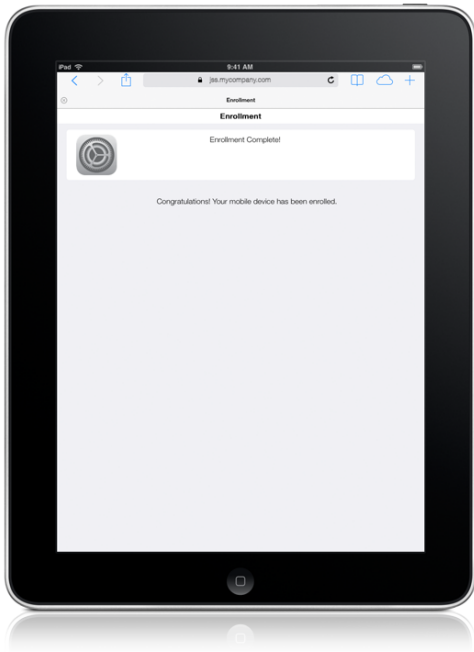 iPad
9:41 AM
jss.mycompany.com
Enrollment
Enrollment
Enrollment Complete!
Congratulations! Your mobile device has been enrolled.